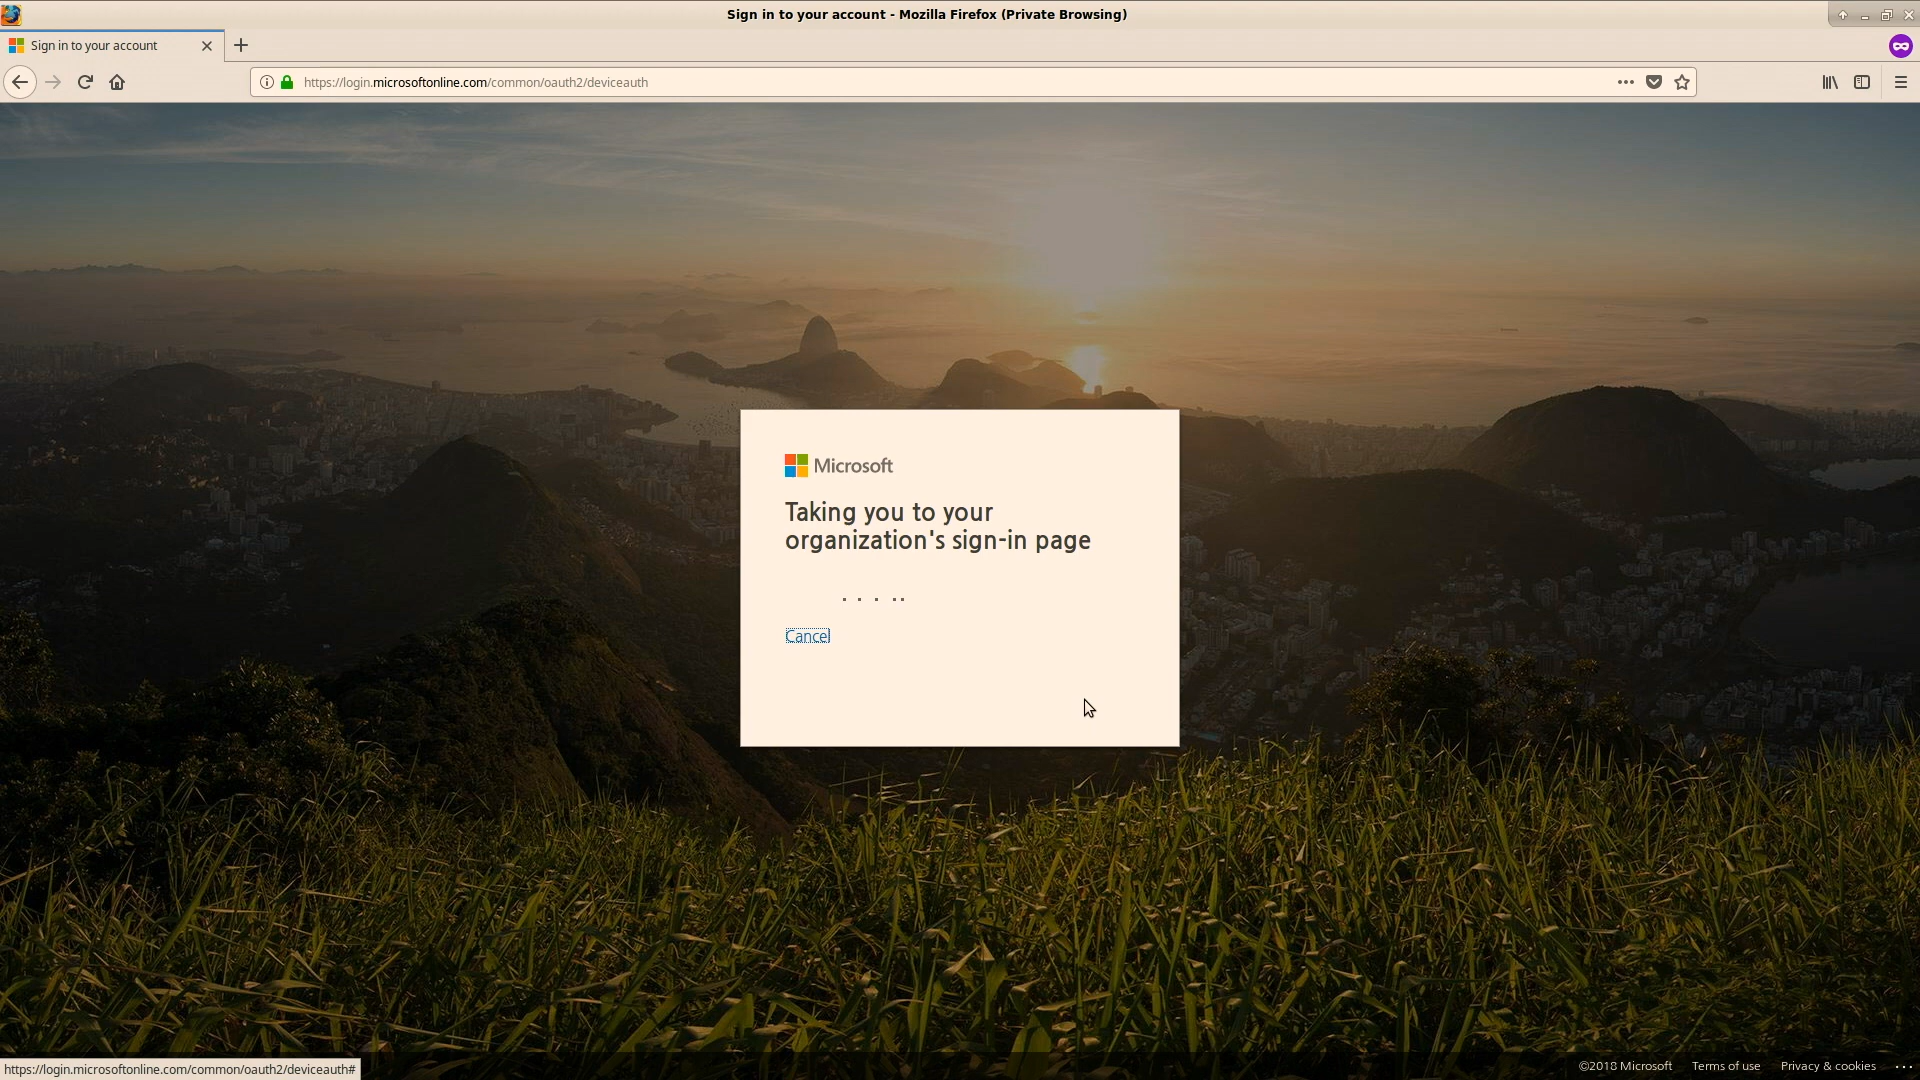 Sign in to your account - Mozilla Firefox (Private Browsing)
Sign in to your account
https://login.microsoftonline.com/common/oauth2/deviceauth
Microsoft
Taking you to your
organization's sign-in page
Cancel
https://login.microsoftonline.com/common/oauth2/deviceauth#
©2018 Microsoft Terms of use Privacy & cookies ...